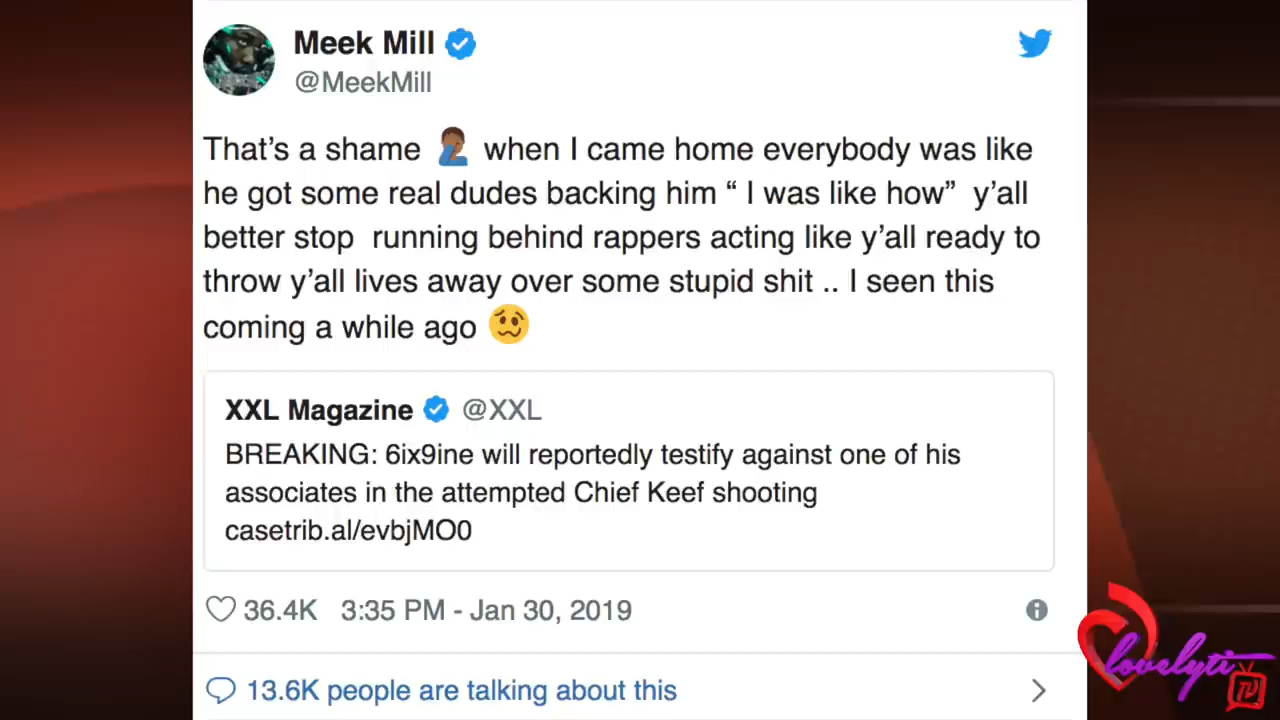 Meek Mill
@MeekMill
That's a shame 🤦🏾‍♂️ when I came home everybody was like
he got some real dudes backing him “ I was like how”  y'all
better stop  running behind rappers acting like y'all ready to
throw y'all lives away over some stupid shit .. I seen this
coming a while ago 🥴
XXL Magazine @XXL
BREAKING: 6ix9ine will reportedly testify against one of his
associates in the attempted Chief Keef shooting
casetrib.al/evbjMO0
36.4K 3:35 PM - Jan 30, 2019
13.6K people are talking about this
lovelyti
TV